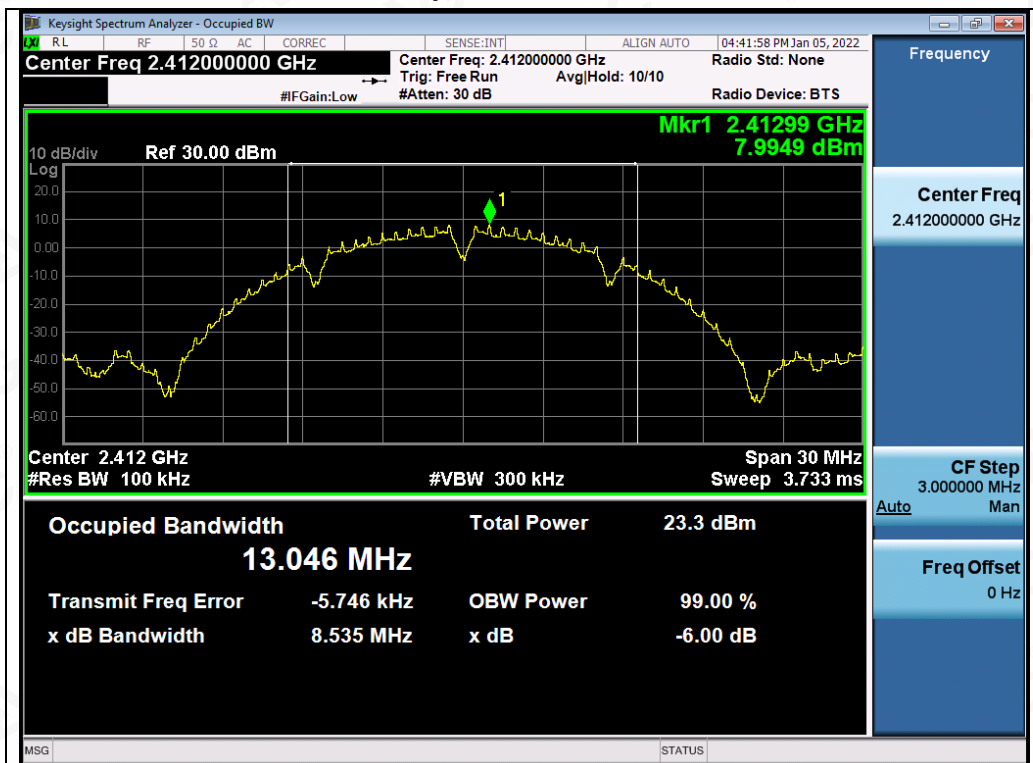 Keysight Spectrum Analyzer - Occupied BW
LXI RL RF 50 Ω AC CORREC SENSE:INT ALIGN AUTO 04:41:58 PM Jan 05, 2022
Center Freq 2.412000000 GHz
Center Freq: 2.412000000 GHz Radio Std: None
Trig: Free Run Avg|Hold: 10/10
#IFGain:Low #Atten: 30 dB Radio Device: BTS
Frequency
Mkr1 2.41299 GHz
7.9949 dBm
10 dB/div Ref 30.00 dBm
Log
20.0
10.0
0.00
-10.0
-20.0
-30.0
-40.0
-50.0
-60.0
1
Center 2.412 GHz Span 30 MHz
#Res BW 100 kHz #VBW 300 kHz Sweep 3.733 ms
Center Freq
2.412000000 GHz
CF Step
3.000000 MHz
Auto Man
Freq Offset
0 Hz
Occupied Bandwidth Total Power 23.3 dBm
13.046 MHz
Transmit Freq Error -5.746 kHz OBW Power 99.00 %
x dB Bandwidth 8.535 MHz x dB -6.00 dB
MSG STATUS